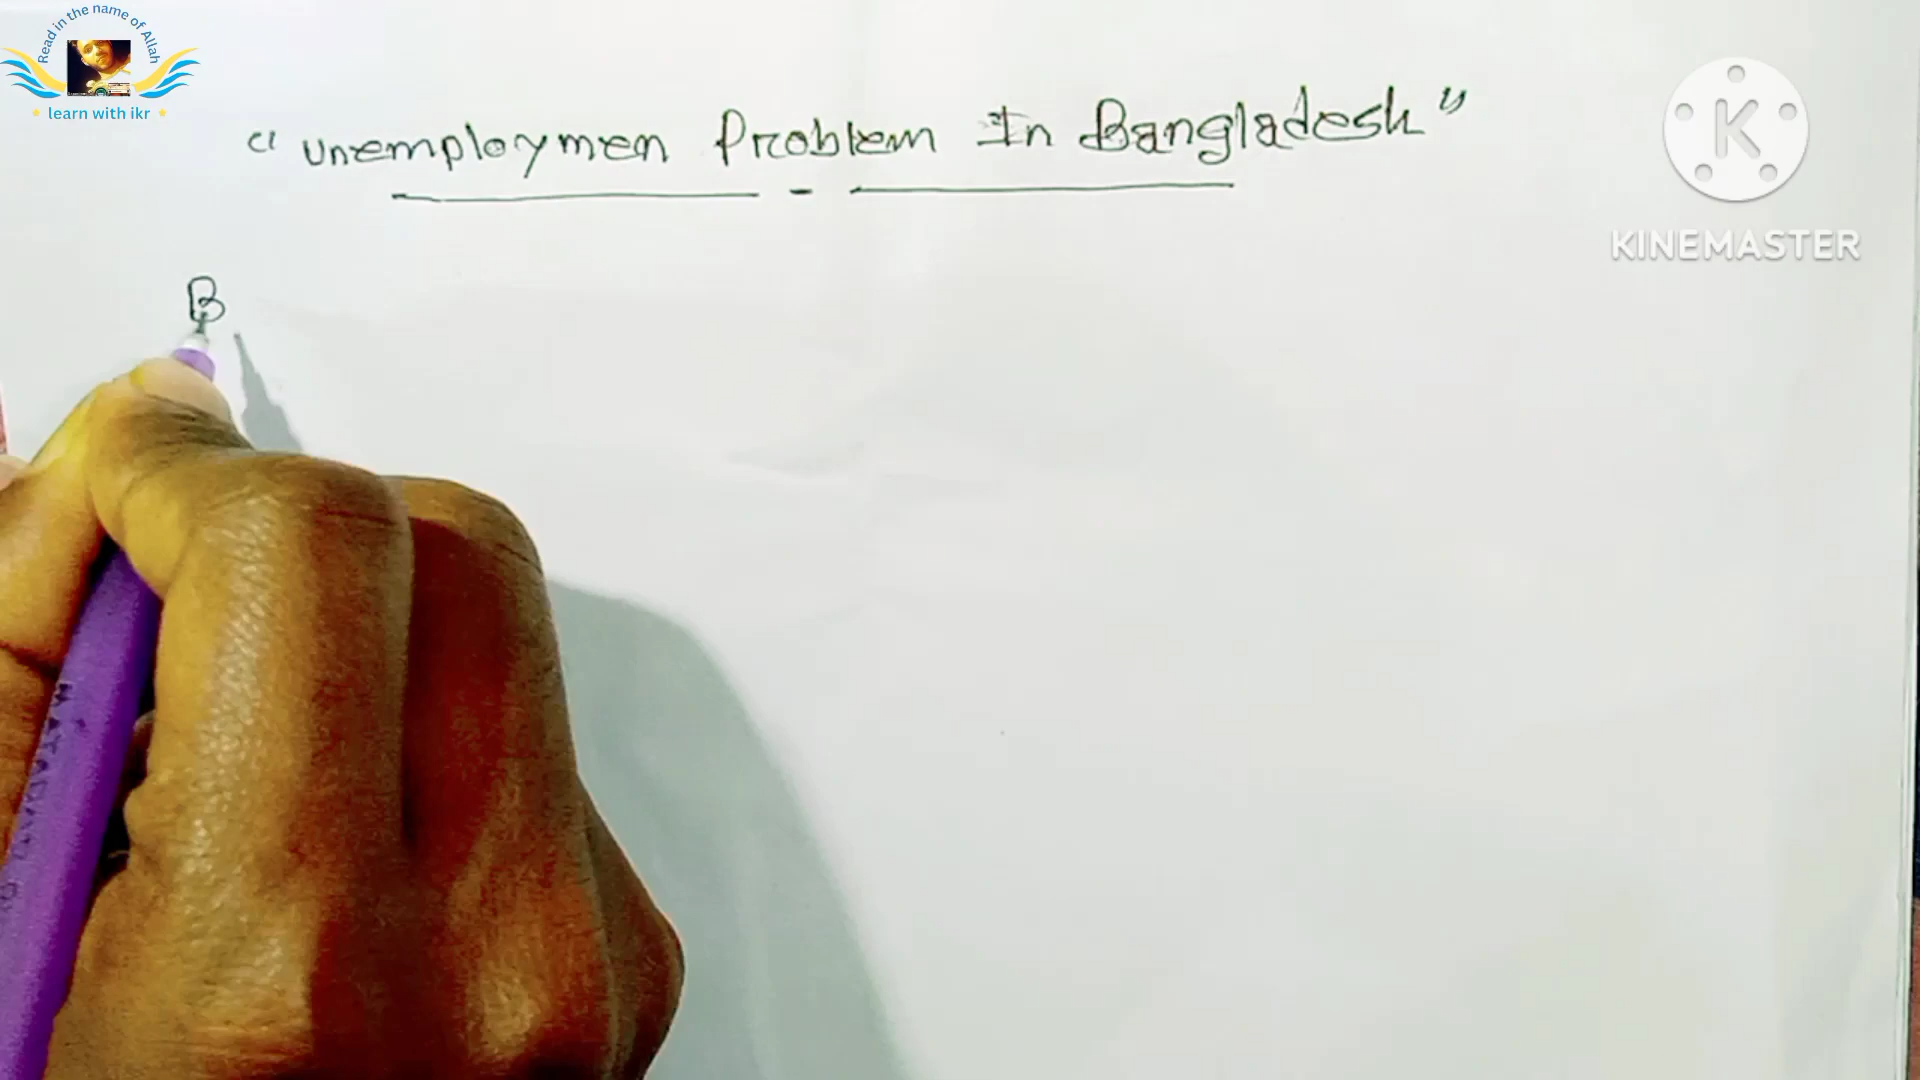 Read in the name of Allah
learn with ikr
"Unemploymen Problem In Bangladesh"
K
KINEMASTER
B